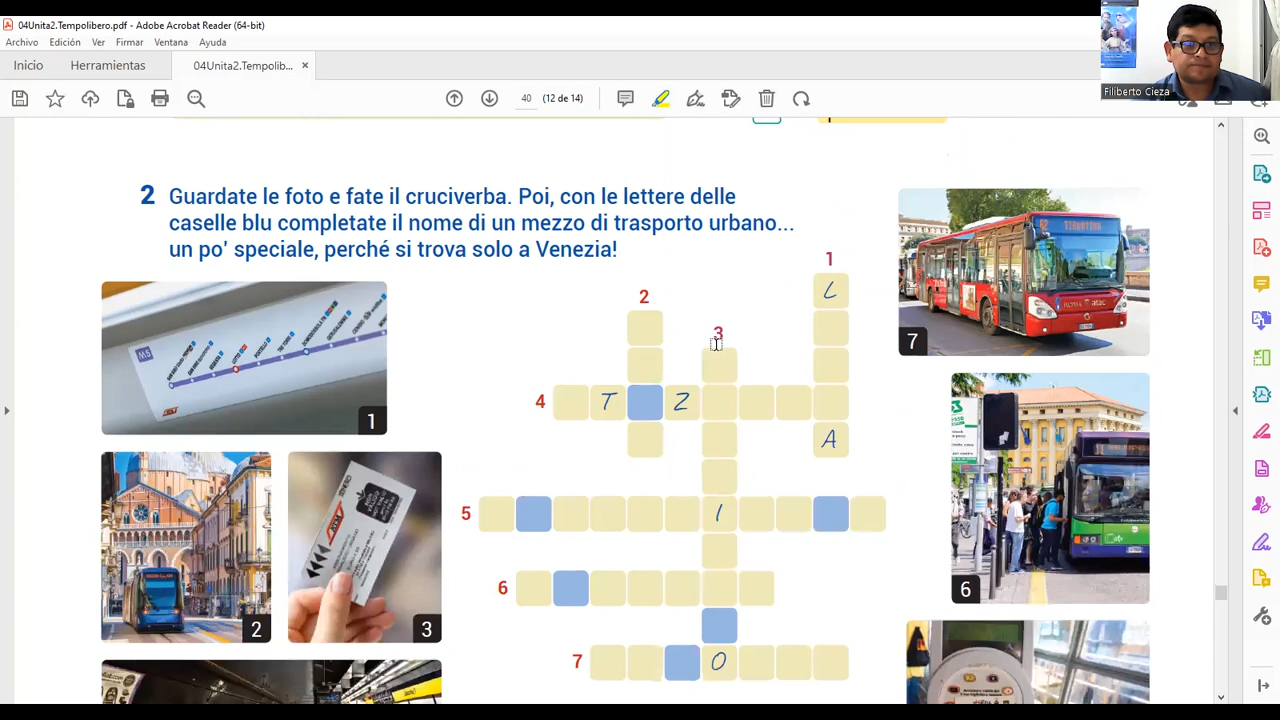 04Unita2.Tempolibero.pdf - Adobe Acrobat Reader (64-bit)
Archivo Edición Ver Firmar Ventana Ayuda
Inicio Herramientas 04Unita2.Tempolib... ×
40 (12 de 14)
Filiberto Cieza
2 Guardate le foto e fate il cruciverba. Poi, con le lettere delle
caselle blu completate il nome di un mezzo di trasporto urbano...
un po' speciale, perché si trova solo a Venezia!
1
2
L
3
4 T Z
A
5 I
6
7 O
M5
1
2
3
7
6